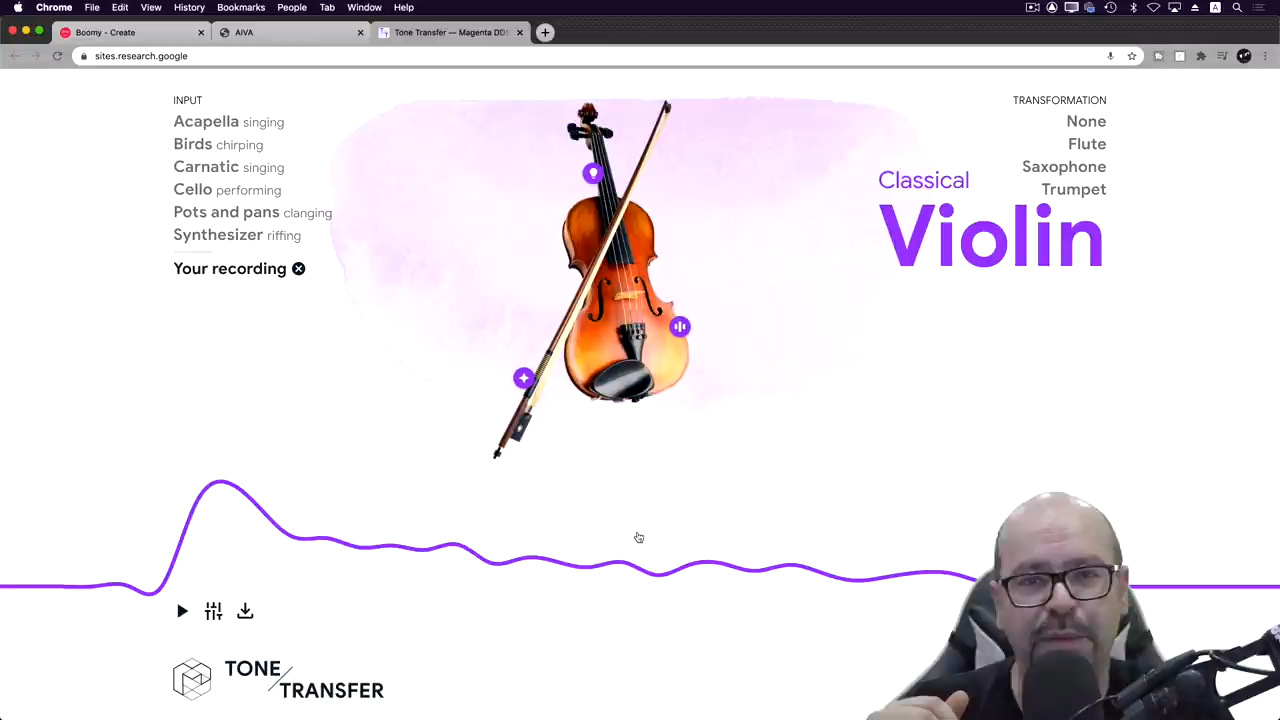 Chrome File Edit View History Bookmarks People Tab Window Help
Boomy - Create
AIVA
Tone Transfer — Magenta DDS
sites.research.google
INPUT
Acapella singing
Birds chirping
Carnatic singing
Cello performing
Pots and pans clanging
Synthesizer riffing
Your recording
TRANSFORMATION
None
Flute
Saxophone
Trumpet
Classical
Violin
TONE
TRANSFER